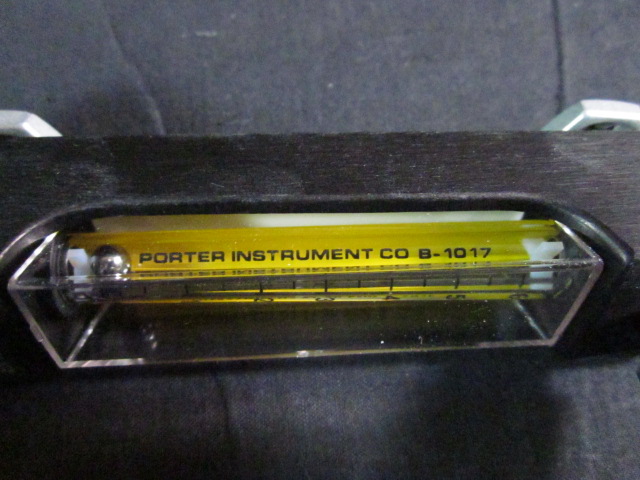 PORTER INSTRUMENT CO B-1017